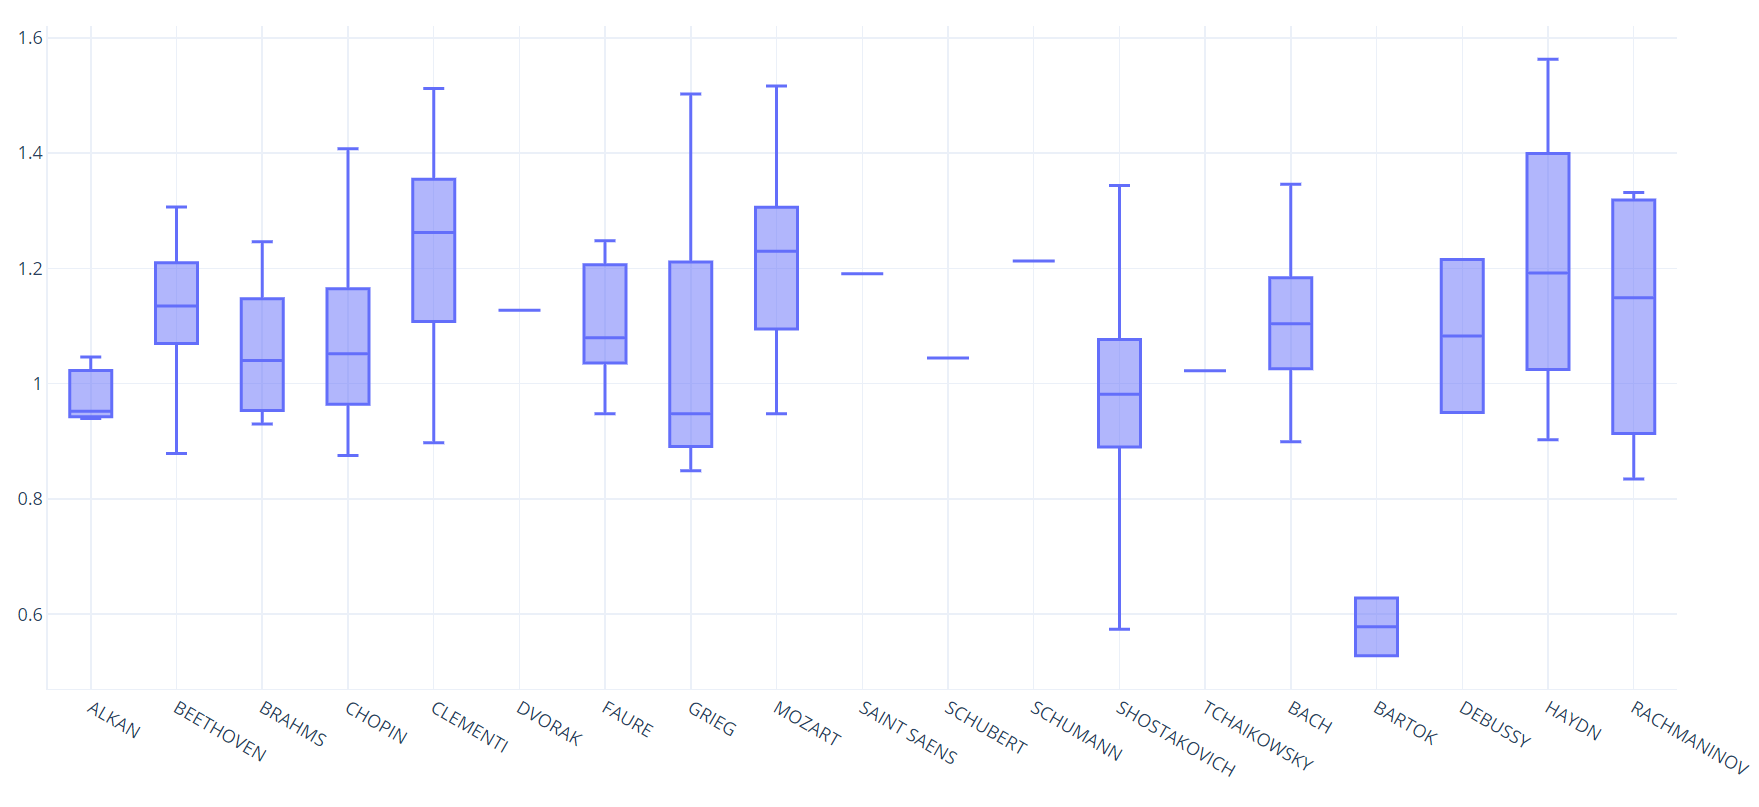 1.6
1.4
1.2
1
0.8
0.6
ALKAN
BEETHOVEN
BRAHMS
CHOPIN
CLEMENTI
DVORAK
FAURE
GRIEG
MOZART
SAINT SAENS
SCHUBERT
SCHUMANN
SHOSTAKOVICH
TCHAIKOWSKY
BACH
BARTOK
DEBUSSY
HAYDN
RACHMANINOV